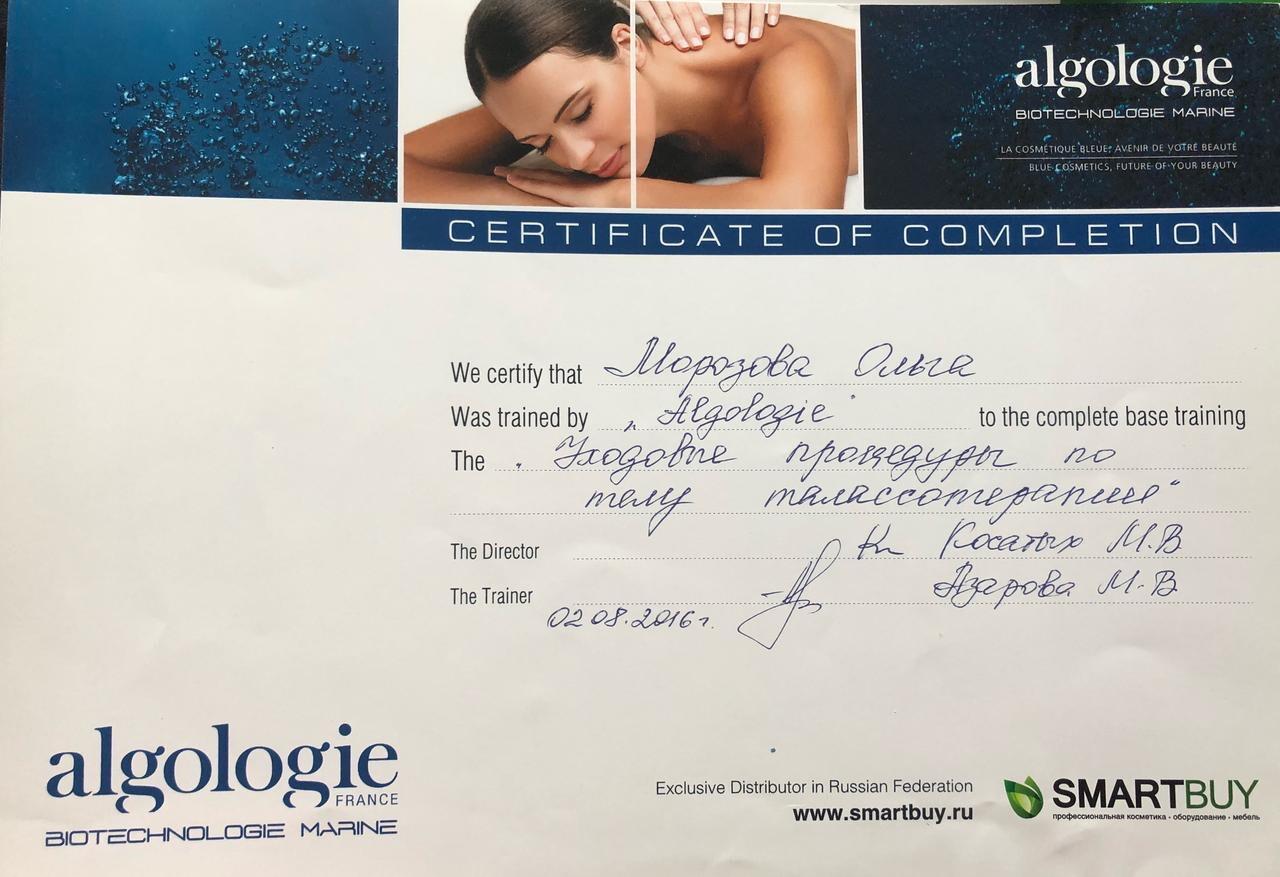 algologie
France
BIOTECHNOLOGIE MARINE
LA COSMÉTIQUE BLEUE, AVENIR DE VOTRE BEAUTÉ
BLUE COSMETICS, FUTURE OF YOUR BEAUTY
CERTIFICATE OF COMPLETION
We certify that Морозова Ольга
Was trained by „Algologie" to the complete base training
The „Уходовые процедуры по
телу талассотерапии"
The Director Косатых М.В
The Trainer Азарова М.В
02.08.2016г.
algologie
FRANCE
BIOTECHNOLOGIE MARINE
Exclusive Distributor in Russian Federation
www.smartbuy.ru
SMARTBUY
профессиональная косметика • оборудование • мебель